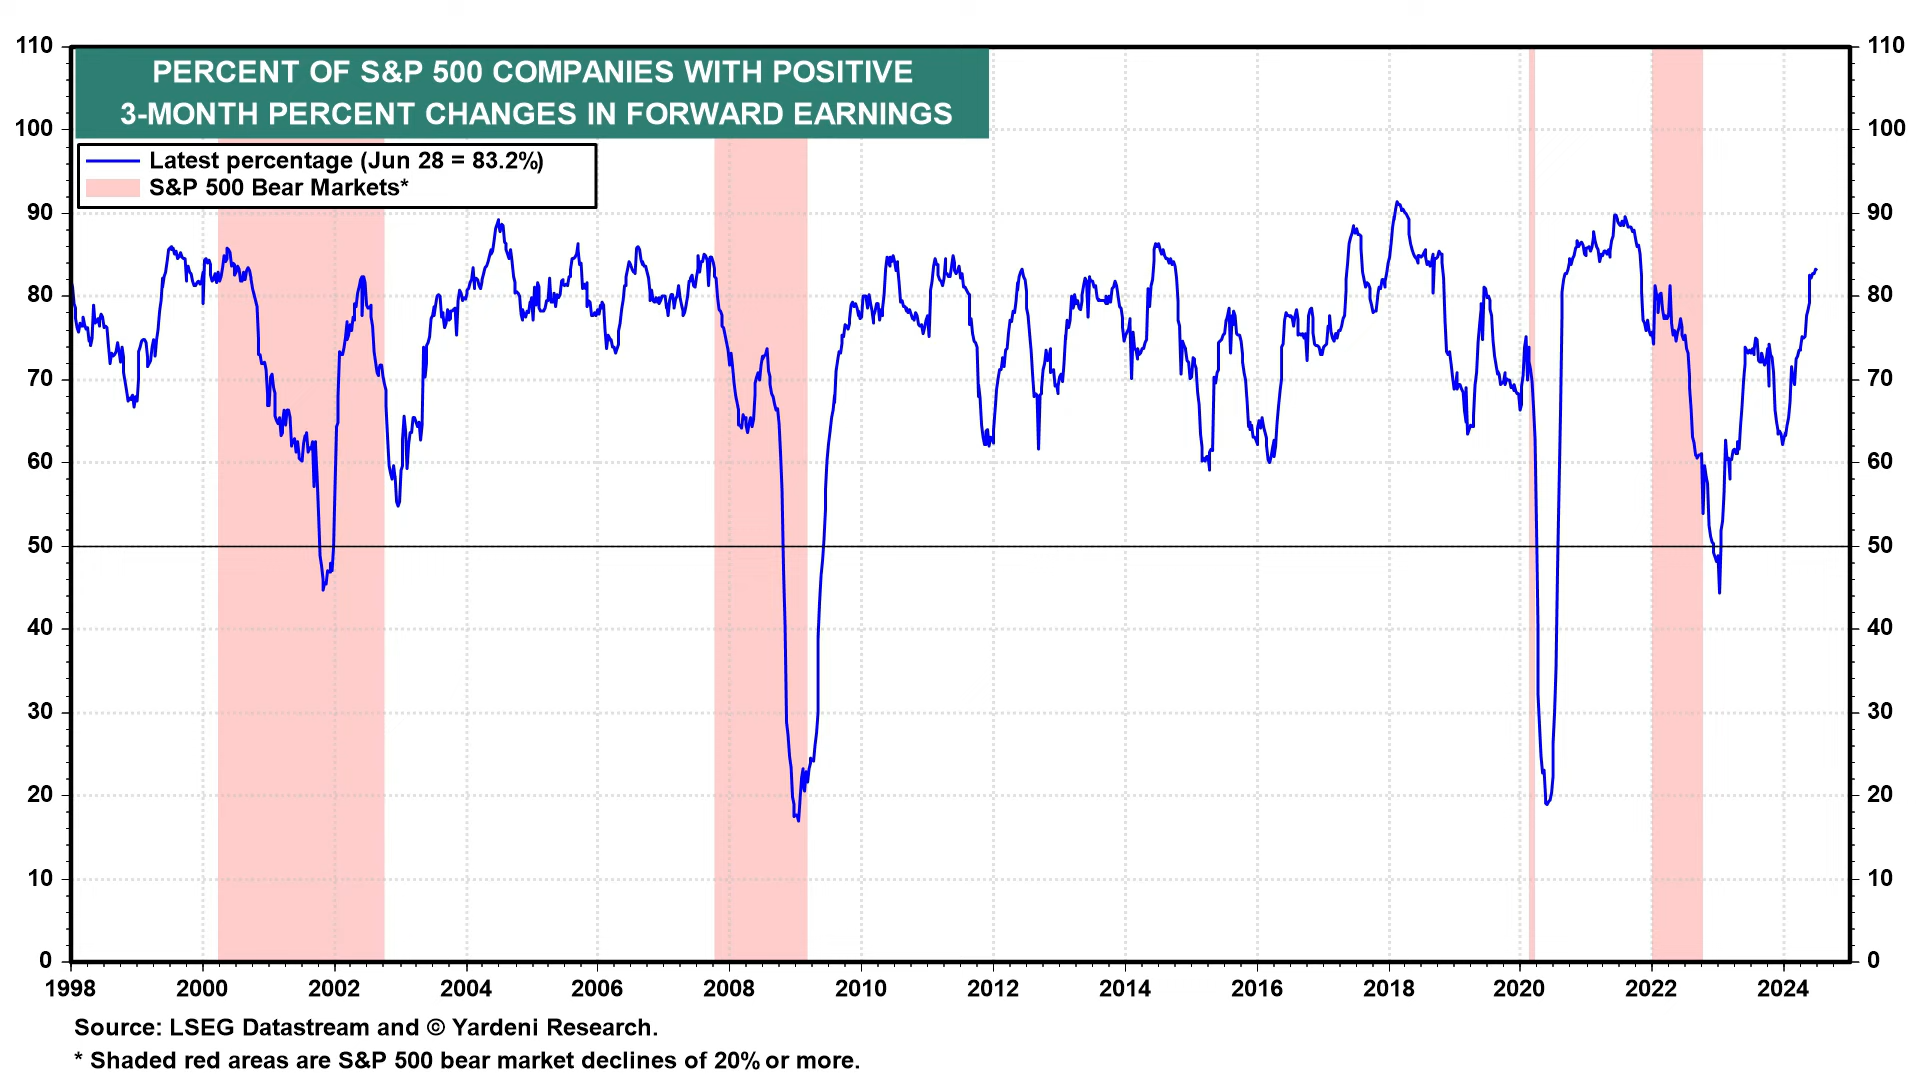 PERCENT OF S&P 500 COMPANIES WITH POSITIVE
3-MONTH PERCENT CHANGES IN FORWARD EARNINGS
Latest percentage (Jun 28 = 83.2%)
S&P 500 Bear Markets*
110 110
100 100
90 90
80 80
70 70
60 60
50 50
40 40
30 30
20 20
10 10
0 0
1998 2000 2002 2004 2006 2008 2010 2012 2014 2016 2018 2020 2022 2024
Source: LSEG Datastream and © Yardeni Research.
* Shaded red areas are S&P 500 bear market declines of 20% or more.